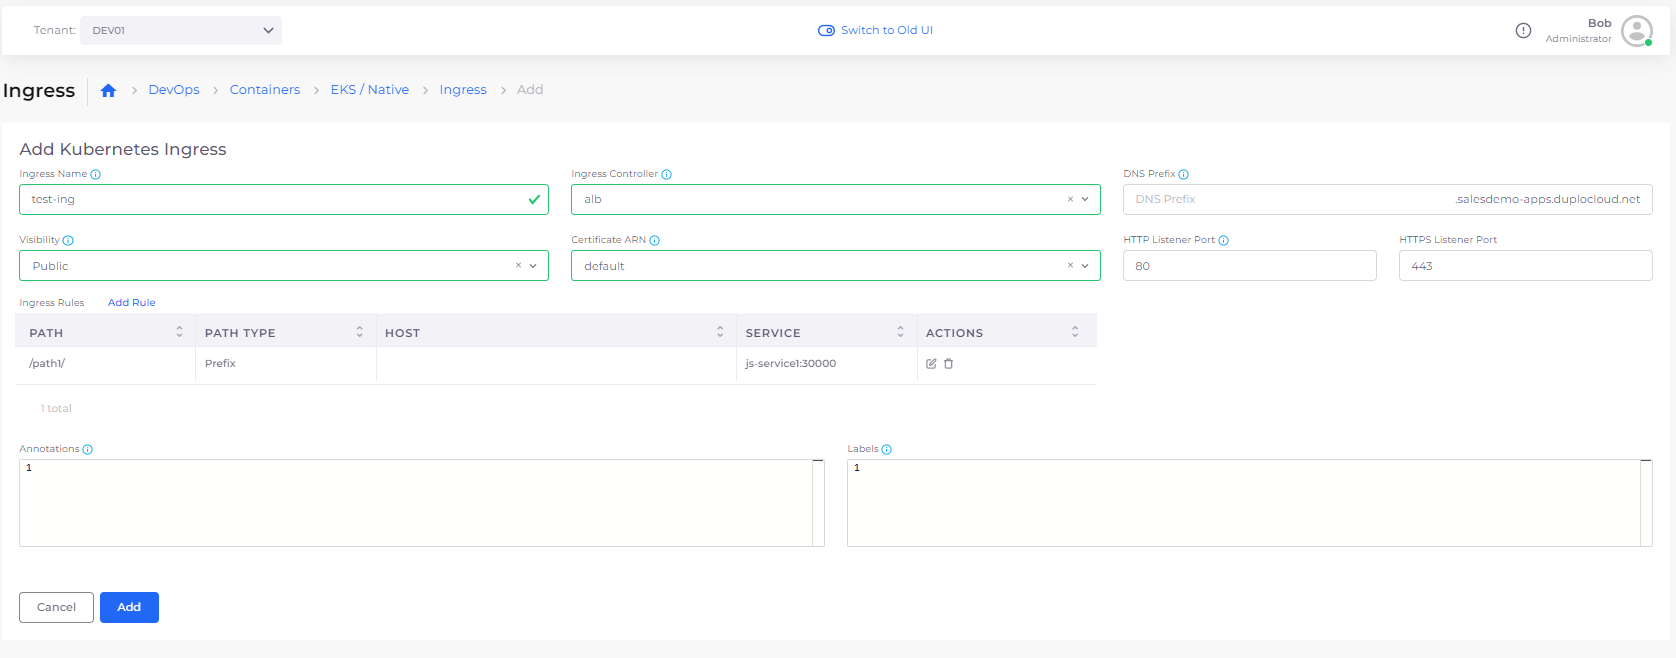 Tenant: DEV01 Switch to Old UI Bob
Administrator
Ingress DevOps Containers EKS / Native Ingress Add
Add Kubernetes Ingress
Ingress Name Ingress Controller DNS Prefix
test-ing alb DNS Prefix .salesdemo-apps.duplocloud.net
Visibility Certificate ARN HTTP Listener Port HTTPS Listener Port
Public default 80 443
Ingress Rules Add Rule
PATH PATH TYPE HOST SERVICE ACTIONS
/path1/ Prefix js-service1:30000
1 total
Annotations Labels
1 1
Cancel Add